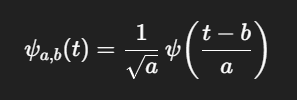 ψ_{a,b}(t) = \frac{1}{\sqrt{a}} ψ\left(\frac{t-b}{a}\right)